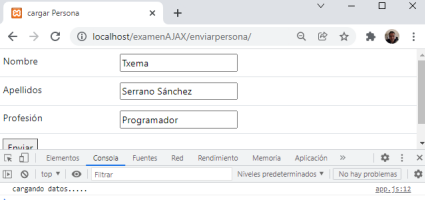 cargar Persona
localhost/examenAJAX/enviarpersona/
Nombre Txema
Apellidos Serrano Sánchez
Profesión Programador
Enviar
Elementos Consola Fuentes Red Rendimiento Memoria Aplicación »
top Filtrar Niveles predeterminados No hay problemas
cargando datos..... app.js:12